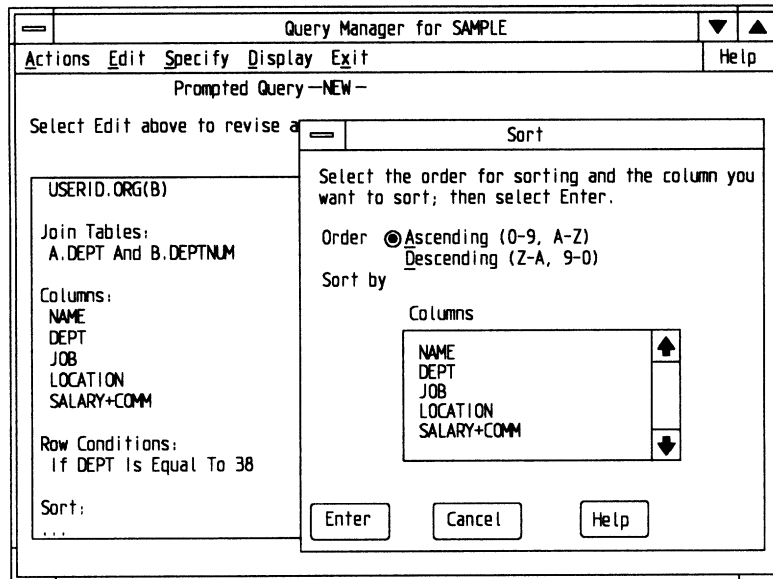 Query Manager for SAMPLE
Actions Edit Specify Display Exit Help
Prompted Query—NEW—
Select Edit above to revise a
USERID.ORG(B)
Join Tables:
A.DEPT And B.DEPTNUM
Columns:
NAME
DEPT
JOB
LOCATION
SALARY+COMM
Row Conditions:
If DEPT Is Equal To 38
Sort:
...
Sort
Select the order for sorting and the column you
want to sort; then select Enter.
Order Ascending (0-9, A-Z)
Descending (Z-A, 9-0)
Sort by
Columns
NAME
DEPT
JOB
LOCATION
SALARY+COMM
Enter Cancel Help